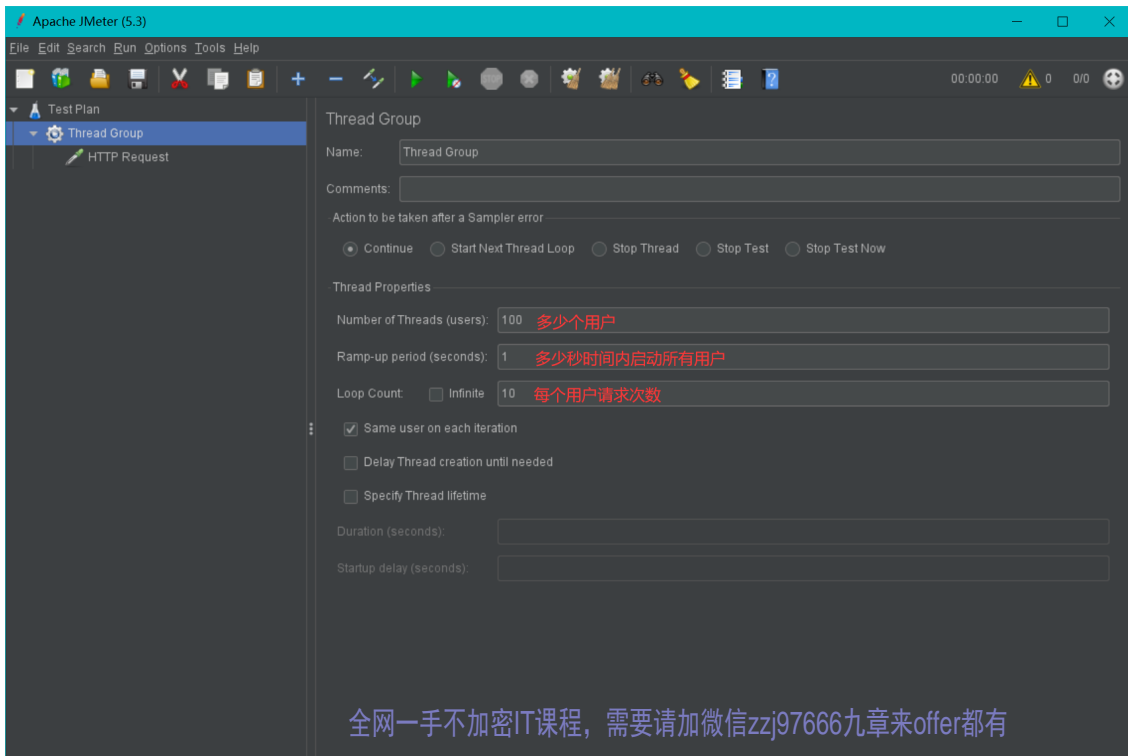 Apache JMeter (5.3)
File Edit Search Run Options Tools Help
00:00:00 0 0/0
Test Plan
Thread Group
HTTP Request
Thread Group
Name: Thread Group
Comments:
Action to be taken after a Sampler error
Continue Start Next Thread Loop Stop Thread Stop Test Stop Test Now
Thread Properties
Number of Threads (users): 100 多少个用户
Ramp-up period (seconds): 1 多少秒时间内启动所有用户
Loop Count: Infinite 10 每个用户请求次数
Same user on each iteration
Delay Thread creation until needed
Specify Thread lifetime
Duration (seconds):
Startup delay (seconds):
全网一手不加密IT课程，需要请加微信zzj97666九章来offer都有